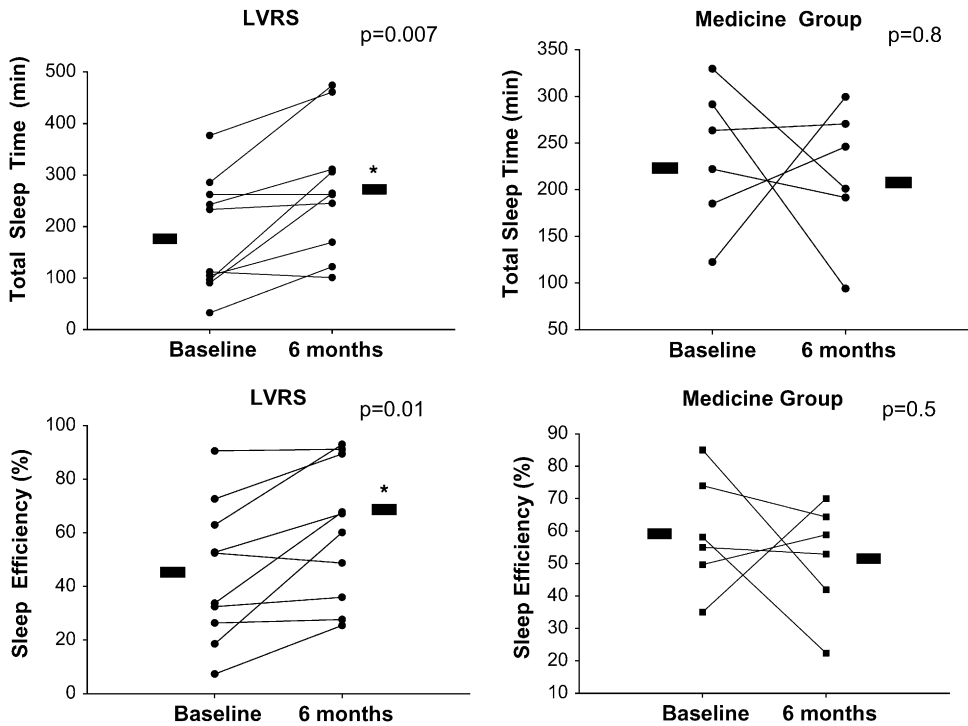 LVRS
p=0.007
Total Sleep Time (min)
500
400
300
200
100
0
*
Baseline 6 months
Medicine Group
p=0.8
Total Sleep Time (min)
350
300
250
200
150
100
50
Baseline 6 months
LVRS
p=0.01
Sleep Efficiency (%)
100
80
60
40
20
0
*
Baseline 6 months
Medicine Group
p=0.5
Sleep Efficiency (%)
90
80
70
60
50
40
30
20
10
Baseline 6 months